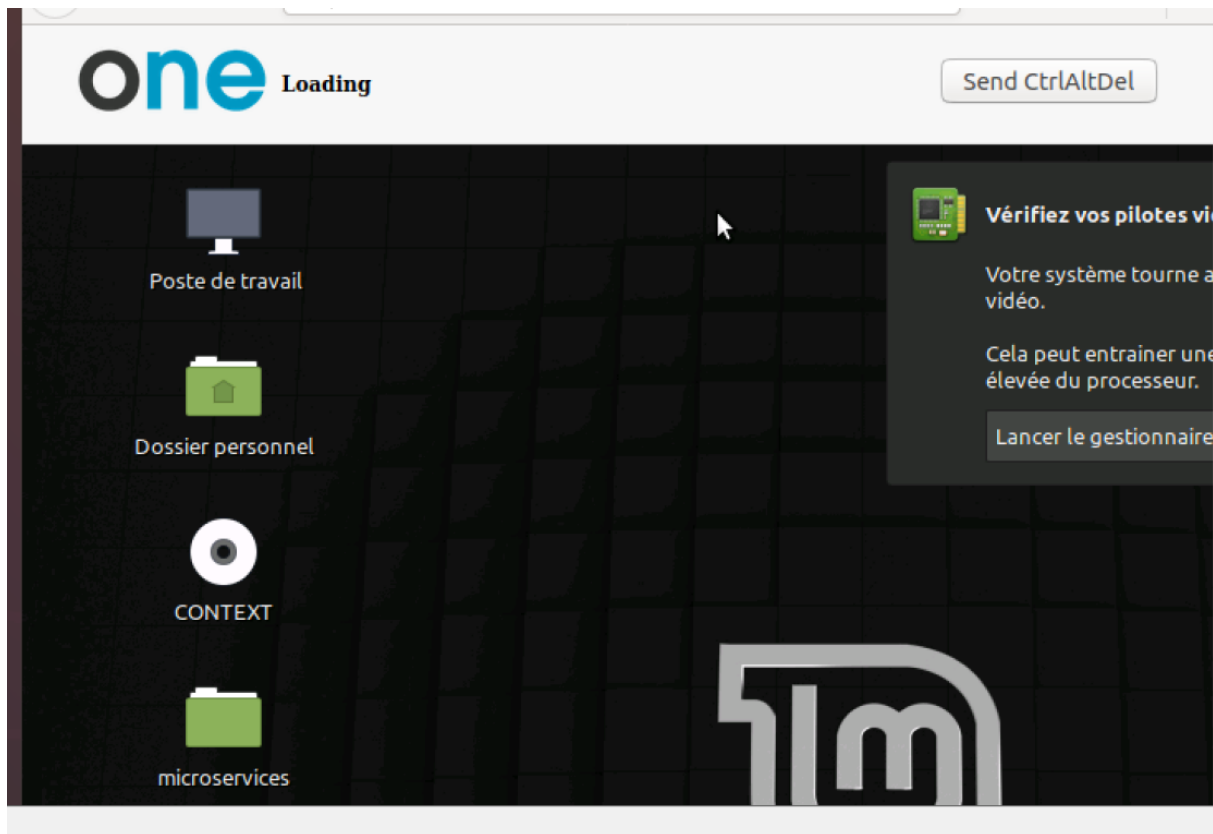 one Loading
Send CtrlAltDel
Poste de travail
Dossier personnel
CONTEXT
microservices
Vérifiez vos pilotes
Votre système tourne
vidéo.
Cela peut entrainer une
élevée du processeur.
Lancer le gestionnaire
lm